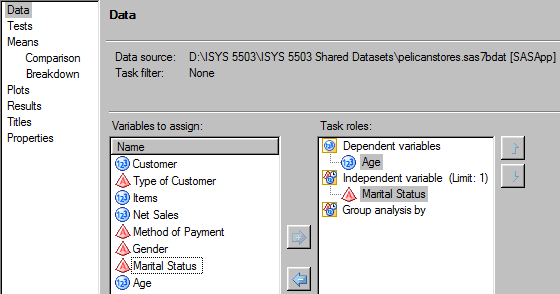 Data
Tests
Means
Comparison
Breakdown
Plots
Results
Titles
Properties
Data
Data source: D:\ISYS 5503\ISYS 5503 Shared Datasets\pelicanstores.sas7bdat [SASApp]
Task filter: None
Variables to assign:
Name
Customer
Type of Customer
Items
Net Sales
Method of Payment
Gender
Marital Status
Age
Task roles:
Dependent variables
Age
Independent variable (Limit: 1)
Marital Status
Group analysis by